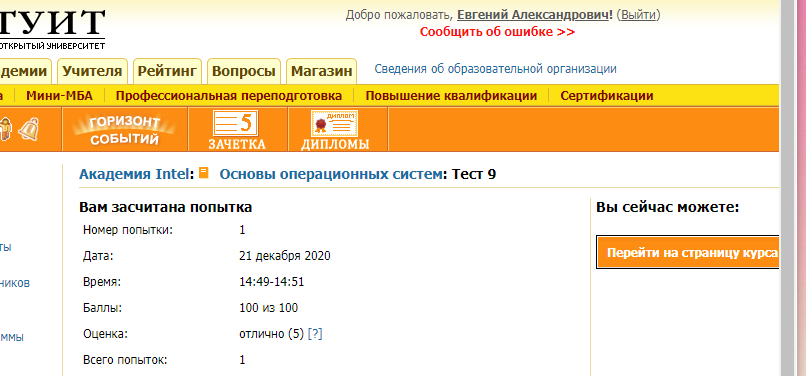 ТУИТ
ОТКРЫТЫЙ УНИВЕРСИТЕТ
Добро пожаловать, Евгений Александрович! (Выйти)
Сообщить об ошибке >>
демии Учителя Рейтинг Вопросы Магазин Сведения об образовательной организации
а Мини-МБА Профессиональная переподготовка Повышение квалификации Сертификации
ГОРИЗОНТ СОБЫТИЙ
5 ЗАЧЕТКА
ДИПЛОМ ДИПЛОМЫ
Академия Intel: Основы операционных систем: Тест 9
Вам засчитана попытка
Номер попытки: 1
Дата: 21 декабря 2020
Время: 14:49-14:51
Баллы: 100 из 100
Оценка: отлично (5) [?]
Всего попыток: 1
Вы сейчас можете:
Перейти на страницу курса
ты
ников
ммы